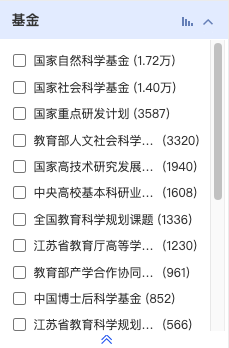 基金
国家自然科学基金 (1.72万)
国家社会科学基金 (1.40万)
国家重点研发计划 (3587)
教育部人文社会科学... (3320)
国家高技术研究发展... (1940)
中央高校基本科研业... (1608)
全国教育科学规划课题 (1336)
江苏省教育厅高等学... (1230)
教育部产学合作协同... (961)
中国博士后科学基金 (852)
江苏省教育科学规划... (566)